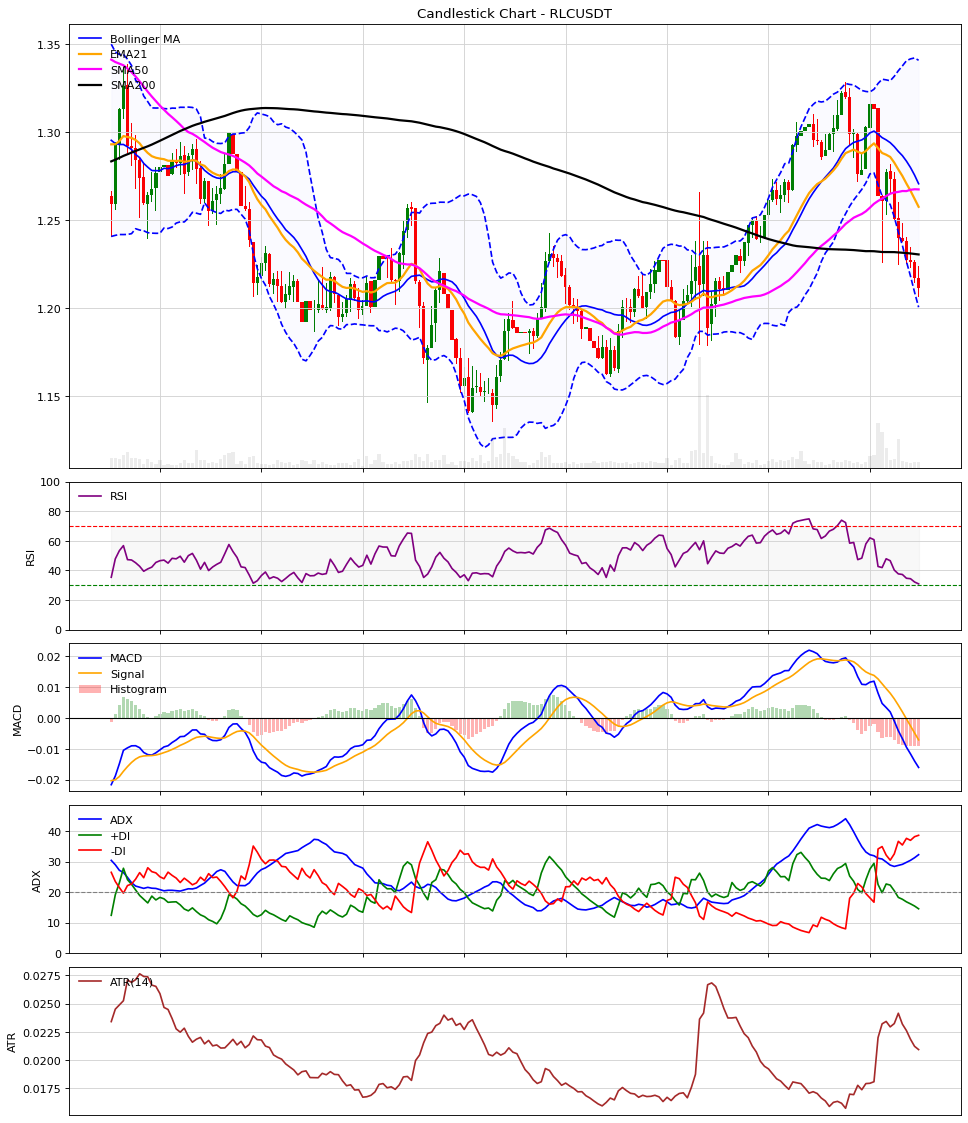 Candlestick Chart - RLCUSDT
Bollinger MA
EMA21
SMA50
SMA200
1.35
1.30
1.25
1.20
1.15
RSI
RSI
100
80
60
40
20
0
MACD
Signal
Histogram
MACD
0.02
0.01
0.00
−0.01
−0.02
ADX
+DI
-DI
ADX
40
30
20
10
0
ATR(14)
ATR
0.0275
0.0250
0.0225
0.0200
0.0175